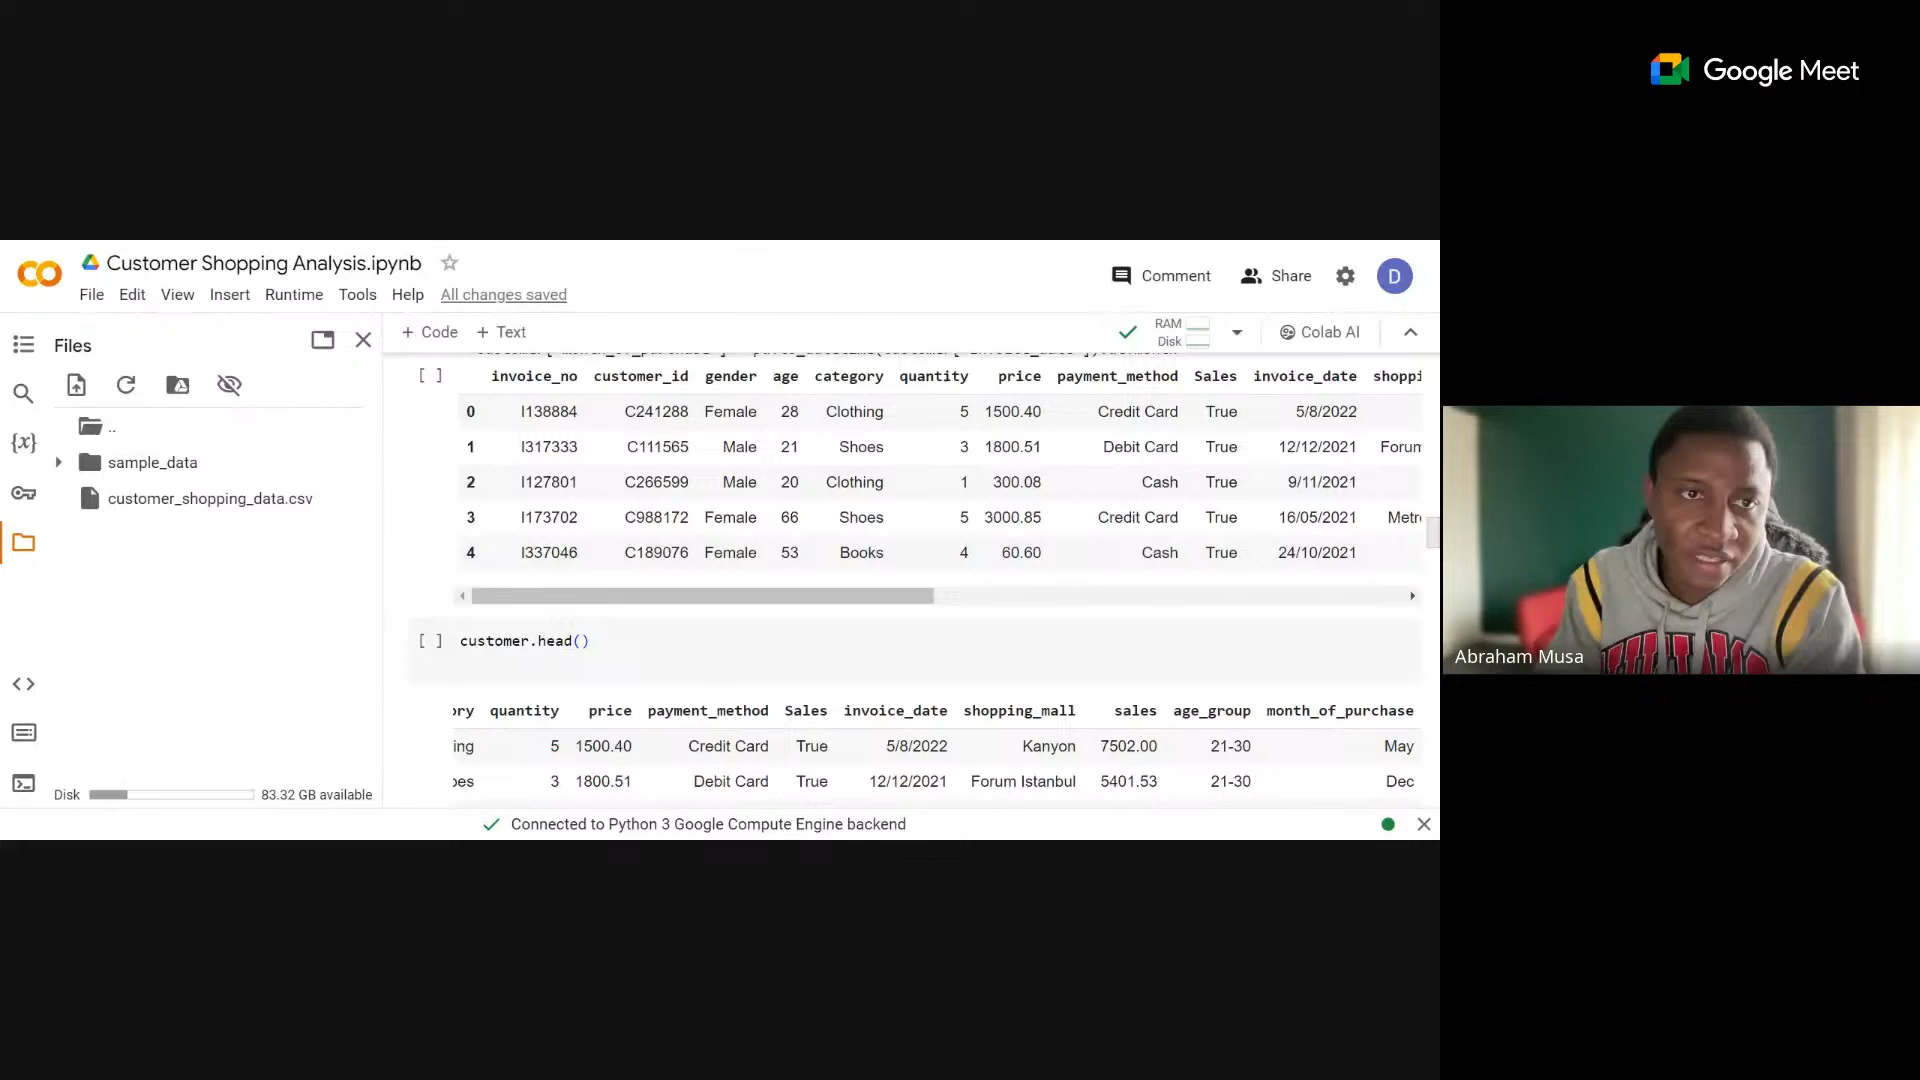 Google Meet
Customer Shopping Analysis.ipynb
Comment
Share
D
File Edit View Insert Runtime Tools Help All changes saved
Files
+ Code + Text
RAM
Disk
Colab AI
[ ] invoice_no customer_id gender age category quantity price payment_method Sales invoice_date shoppi
0 I138884 C241288 Female 28 Clothing 5 1500.40 Credit Card True 5/8/2022
1 I317333 C111565 Male 21 Shoes 3 1800.51 Debit Card True 12/12/2021 Forum
2 I127801 C266599 Male 20 Clothing 1 300.08 Cash True 9/11/2021
3 I173702 C988172 Female 66 Shoes 5 3000.85 Credit Card True 16/05/2021 Metr
4 I337046 C189076 Female 53 Books 4 60.60 Cash True 24/10/2021
{x}
..
sample_data
customer_shopping_data.csv
[ ] customer.head()
ory quantity price payment_method Sales invoice_date shopping_mall sales age_group month_of_purchase
ing 5 1500.40 Credit Card True 5/8/2022 Kanyon 7502.00 21-30 May
oes 3 1800.51 Debit Card True 12/12/2021 Forum Istanbul 5401.53 21-30 Dec
Disk 83.32 GB available
Connected to Python 3 Google Compute Engine backend
Abraham Musa